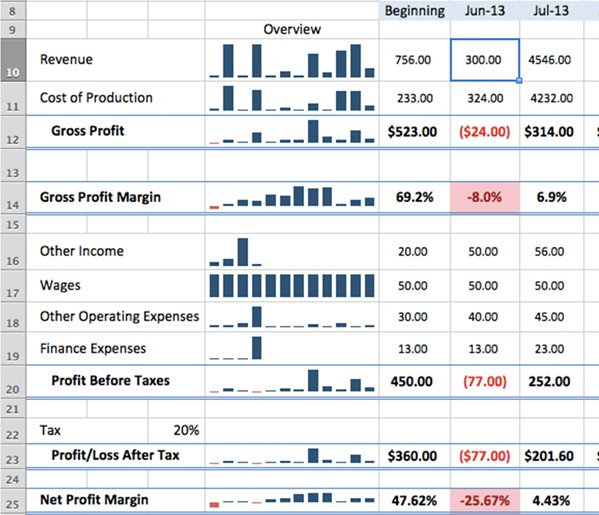 8 Beginning Jun-13 Jul-13
9 Overview
10 Revenue 756.00 300.00 4546.00
11 Cost of Production 233.00 324.00 4232.00
12 Gross Profit $523.00 ($24.00) $314.00
13
14 Gross Profit Margin 69.2% -8.0% 6.9%
15
16 Other Income 20.00 50.00 56.00
17 Wages 50.00 50.00 50.00
18 Other Operating Expenses 30.00 40.00 45.00
19 Finance Expenses 13.00 13.00 23.00
20 Profit Before Taxes 450.00 (77.00) 252.00
21
22 Tax 20%
23 Profit/Loss After Tax $360.00 ($77.00) $201.60
24
25 Net Profit Margin 47.62% -25.67% 4.43%